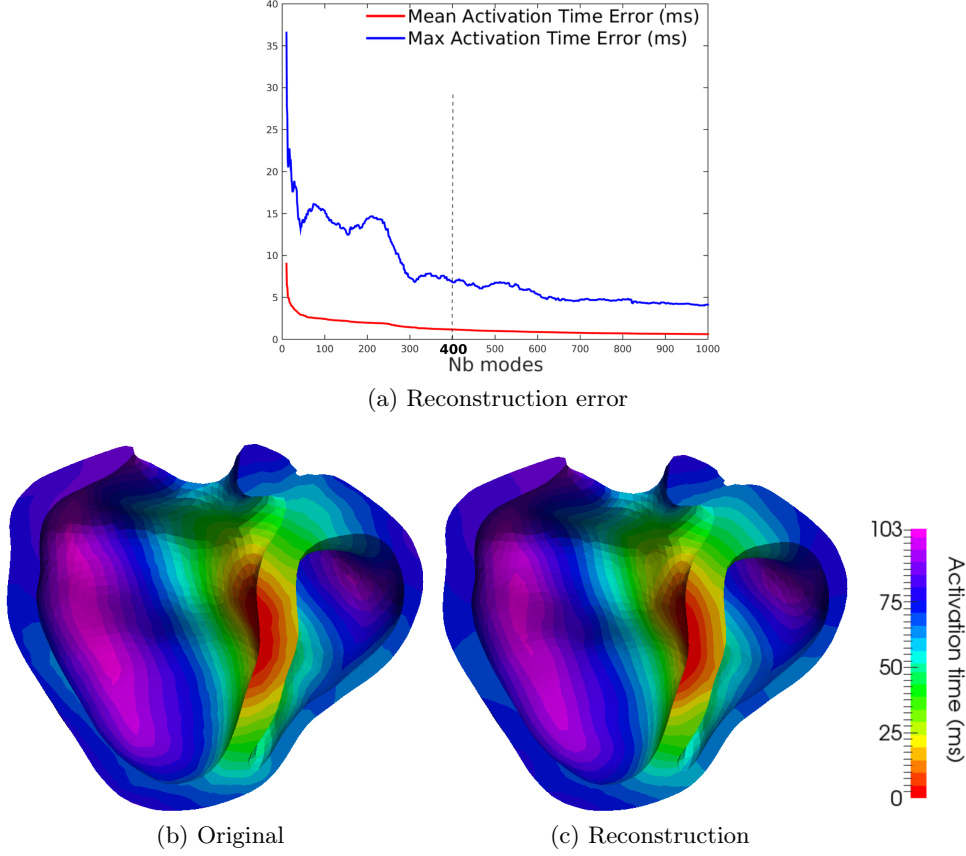 Mean Activation Time Error (ms)
Max Activation Time Error (ms)
40
35
30
25
20
15
10
5
0
0 100 200 300 400 500 600 700 800 900 1000
Nb modes
(a) Reconstruction error
103
75
50
25
0
Activation time (ms)
(b) Original
(c) Reconstruction